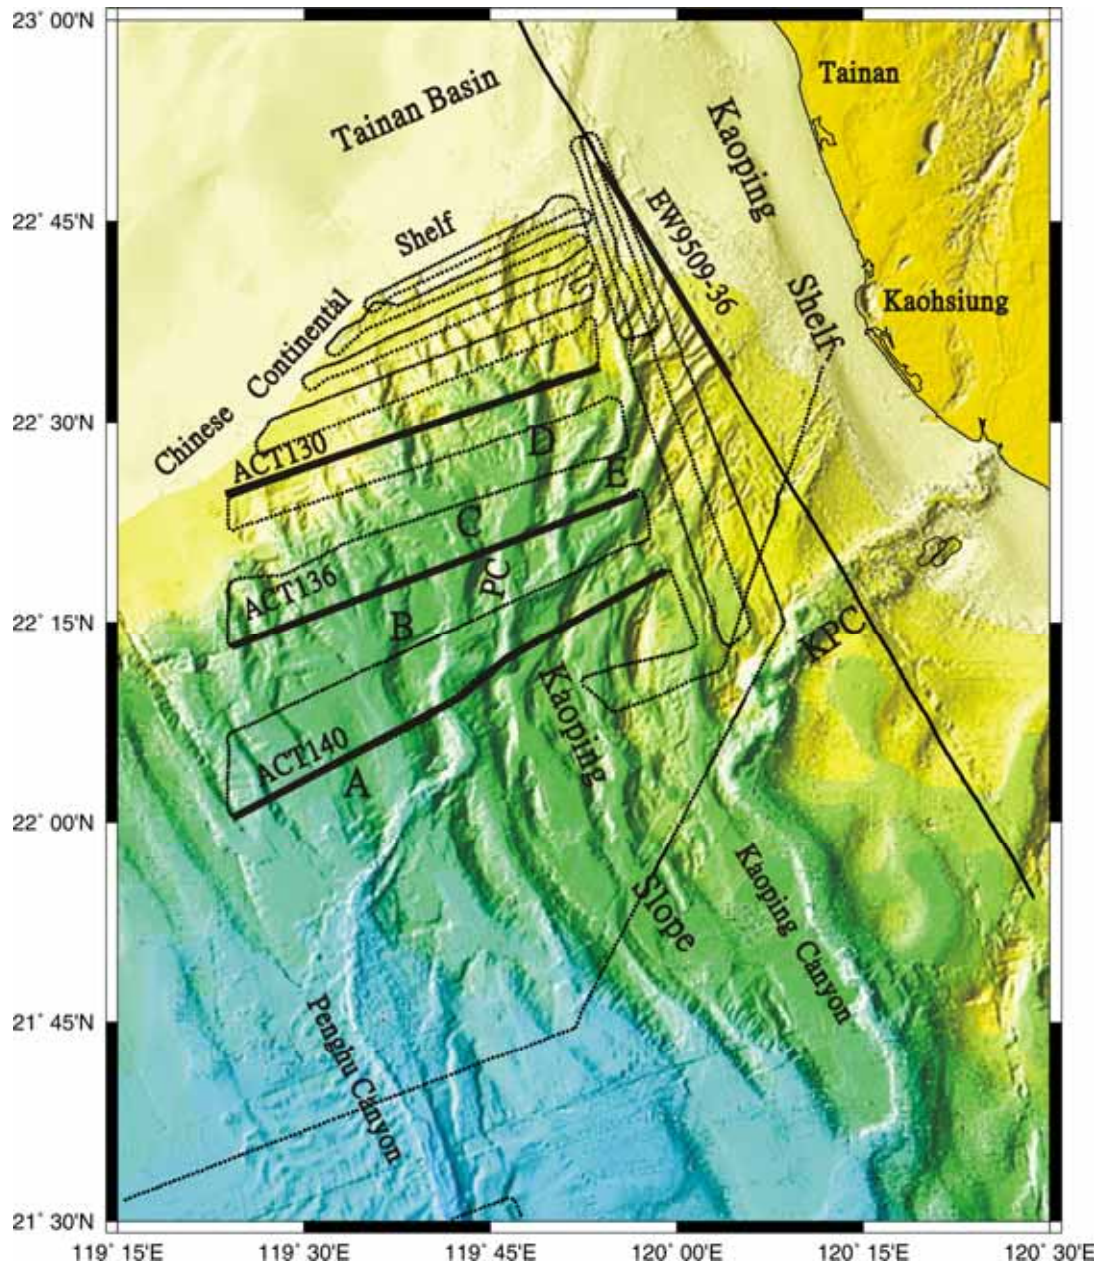 23° 00'N
22° 45'N
22° 30'N
22° 15'N
22° 00'N
21° 45'N
21° 30'N
Tainan Basin
Tainan
Kaoping
Shelf
EW9509-36
Kaohsiung
Chinese Continental Shelf
ACT130
D
E
C
ACT136
PC
B
KPC
ACT140
A
Kaoping
Slope
Kaoping Canyon
Penghu Canyon
119° 15'E
119° 30'E
119° 45'E
120° 00'E
120° 15'E
120° 30'E